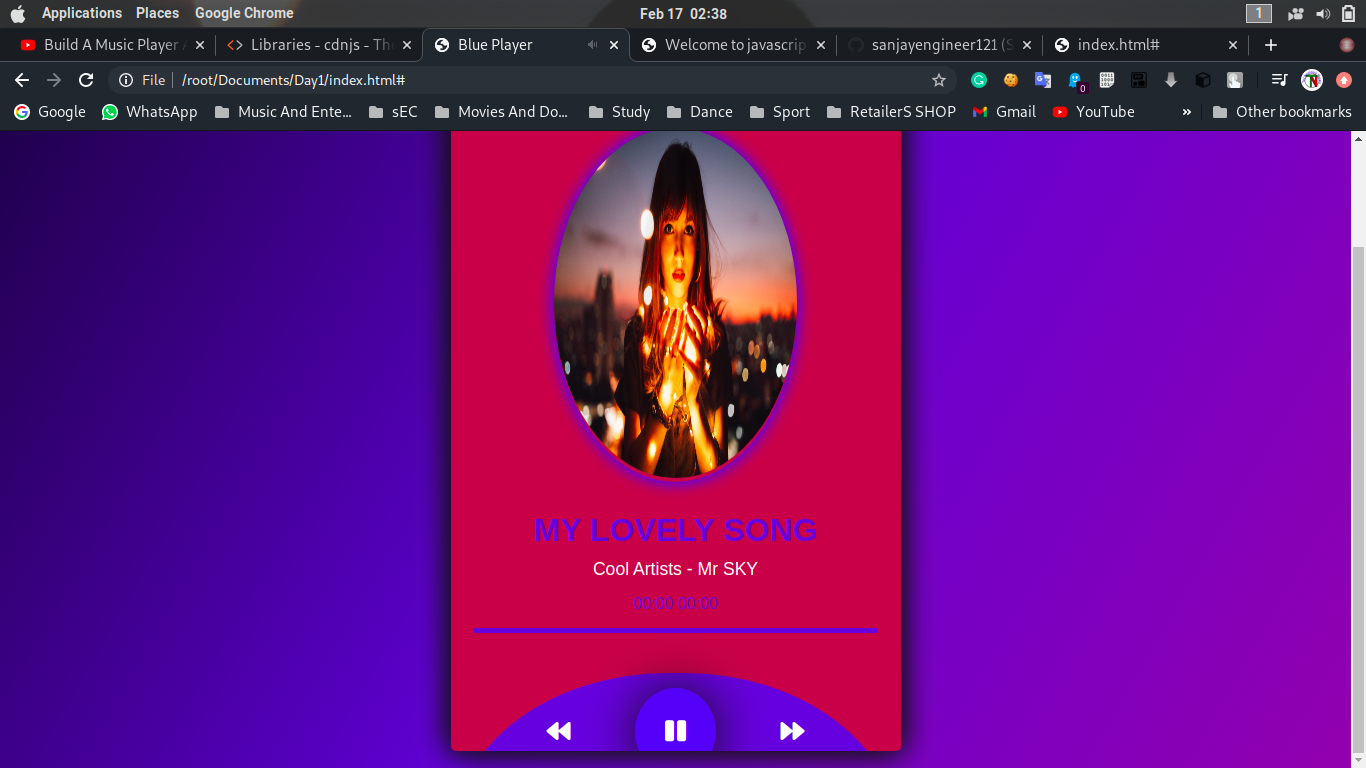 Applications Places Google Chrome Feb 17 02:38 1
Build A Music Player Libraries - cdnjs - The Blue Player Welcome to javascrip sanjayengineer121 (S index.html#
File /root/Documents/Day1/index.html# 0
Google WhatsApp Music And Ente... sEC Movies And Do... Study Dance Sport RetailerS SHOP Gmail YouTube » Other bookmarks
MY LOVELY SONG
Cool Artists - Mr SKY
00:00 00:00